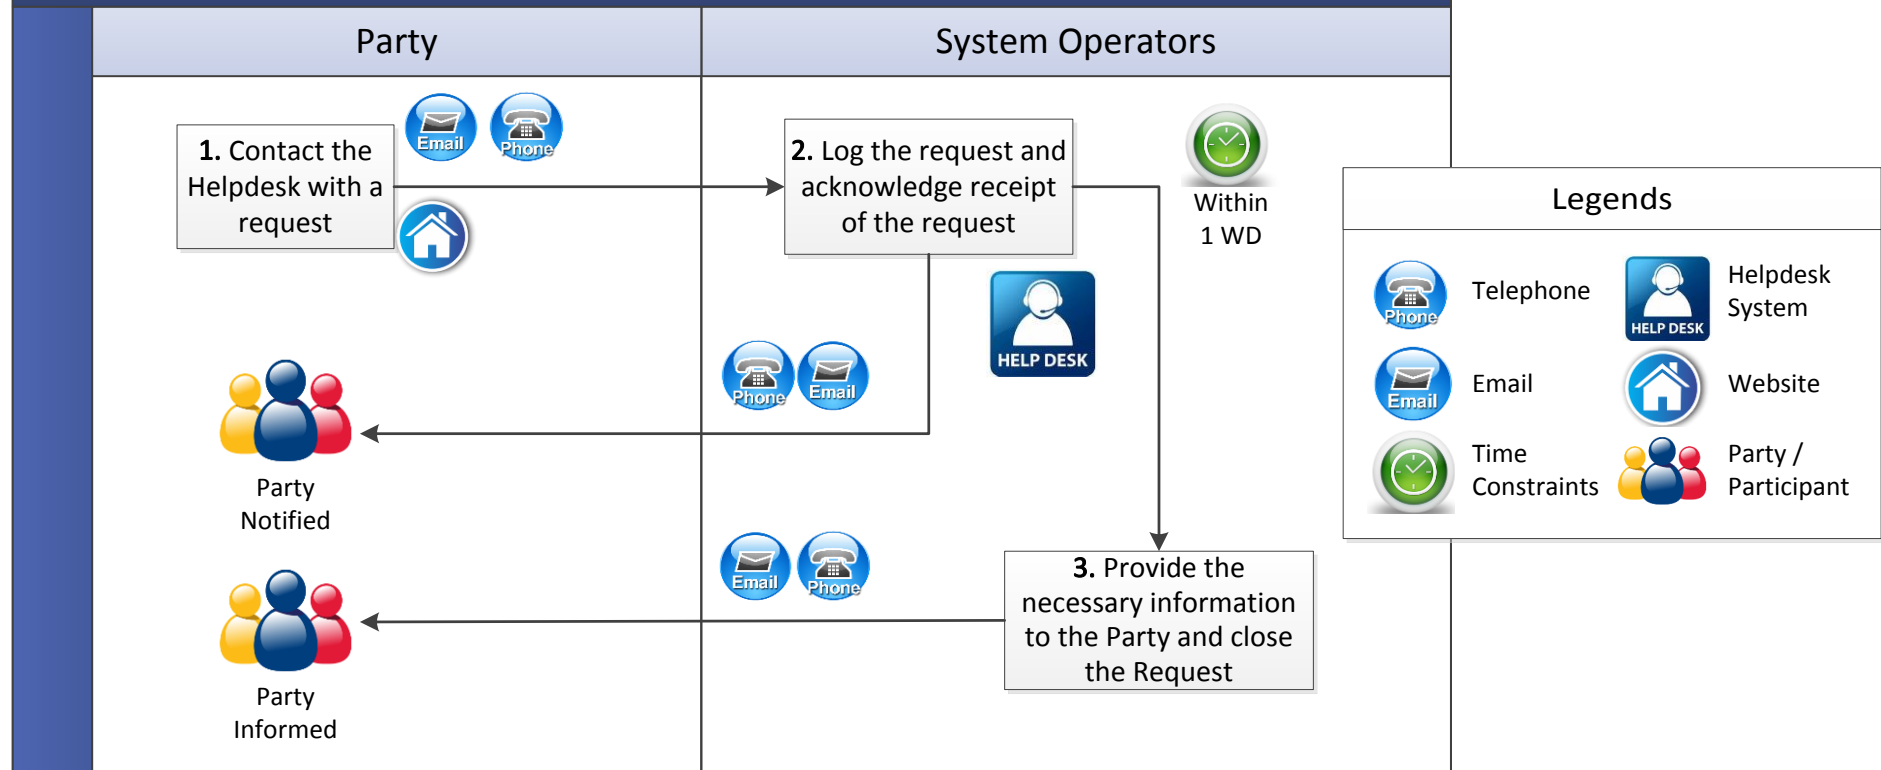 Party
System Operators
Email
Phone
1. Contact the
Helpdesk with a
request
2. Log the request and
acknowledge receipt
of the request
Within
1 WD
HELP DESK
Phone
Email
Party
Notified
Email
Phone
3. Provide the
necessary information
to the Party and close
the Request
Party
Informed
Legends
Phone
Telephone
HELP DESK
Helpdesk
System
Email
Email
Website
Time
Constraints
Party /
Participant